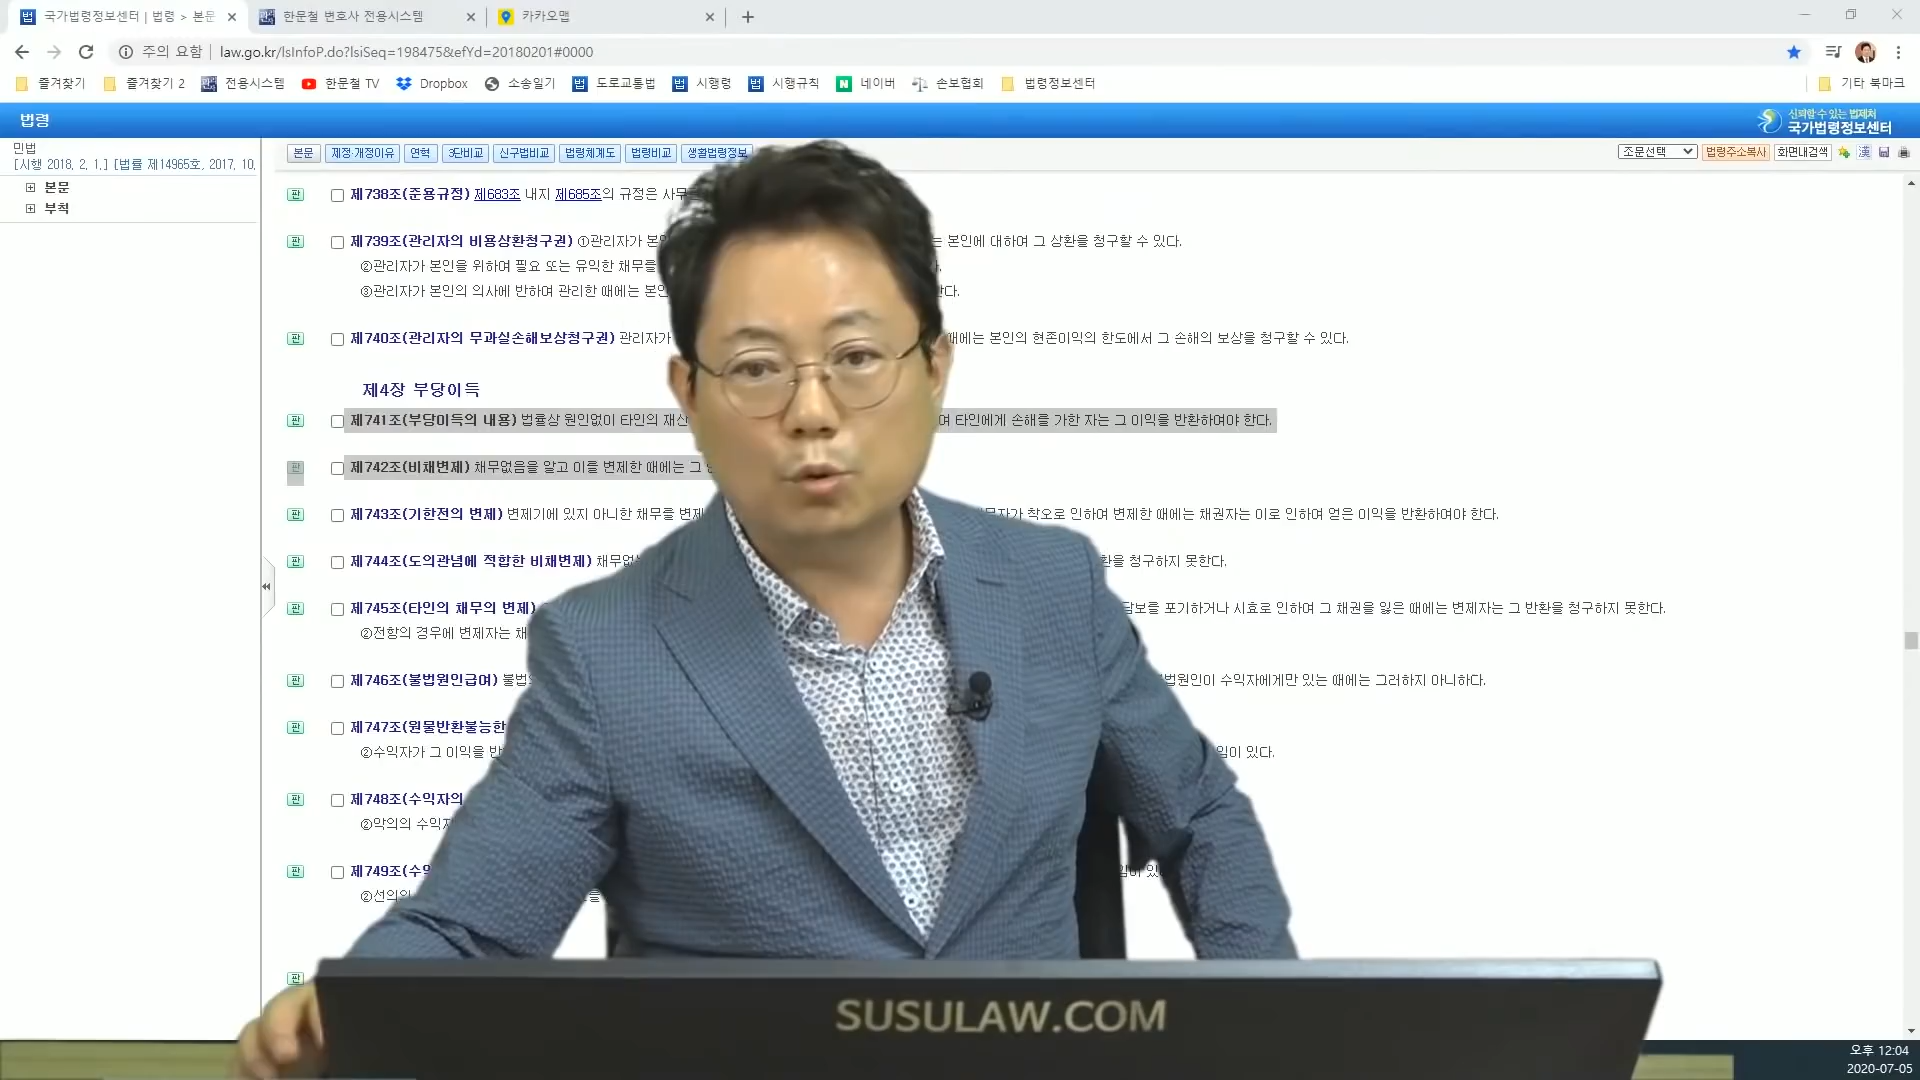 국가법령정보센터 | 법령 > 본문
한문철 변호사 전용시스템
카카오맵
주의 요함 | law.go.kr/lsInfoP.do?lsiSeq=198475&efYd=20180201#0000
즐겨찾기 즐겨찾기 2 전용시스템 한문철 TV Dropbox 소송일기 도로교통법 시행령 시행규칙 네이버 손보협회 법령정보센터 기타 북마크
법령
신뢰할 수 있는 법제처
국가법령정보센터
민법
[시행 2018. 2. 1.] [법률 제14965호, 2017. 10.
본문
부칙
본문 제정·개정이유 연혁 3단비교 신구법비교 법령체계도 법령비교 생활법령정보 조문선택 법령주소복사 화면내검색 漢
판 제738조(준용규정) 제683조 내지 제685조의 규정은
판 제739조(관리자의 비용상환청구권) ①관리자가 본인에 대하여 그 상환을 청구할 수 있다.
②관리자가 본인을 위하여 필요 또는 유익한 채무를
③관리자가 본인의 의사에 반하여 관리한 때에는 한다.
판 제740조(관리자의 무과실손해보상청구권) 관리자가 때에는 본인의 현존이익의 한도에서 그 손해의 보상을 청구할 수 있다.
제4장 부당이득
판 제741조(부당이득의 내용) 법률상 원인없이 타인의 재산 여 타인에게 손해를 가한 자는 그 이익을 반환하여야 한다.
판 제742조(비채변제) 채무없음을 알고 이를 변제한 때에는 그
판 제743조(기한전의 변제) 변제기에 있지 아니한 채무를 변제 착오로 인하여 변제한 때에는 채권자는 이로 인하여 얻은 이익을 반환하여야 한다.
판 제744조(도의관념에 적합한 비채변제) 환을 청구하지 못한다.
판 제745조(타인의 채무의 변제) 담보를 포기하거나 시효로 인하여 그 채권을 잃은 때에는 변제자는 그 반환을 청구하지 못한다.
②전항의 경우에 변제자는
판 제746조(불법원인급여) 법원인이 수익자에게만 있는 때에는 그러하지 아니하다.
판 제747조(원물반환불능한
②수익자가 그 이익을 있다.
판 제748조(수익자의
②악의의 수익자
판 제749조
②선의의
판
SUSULAW.COM
오후 12:04
2020-07-05